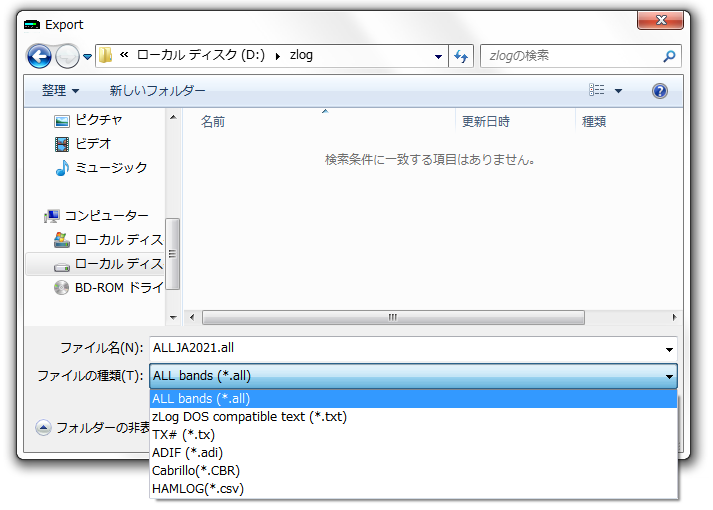 Export
« ローカル ディスク (D:) ▸ zlog
zlogの検索
整理 新しいフォルダー
ピクチャ
ビデオ
ミュージック
コンピューター
ローカル ディス
ローカル ディス
BD-ROM ドライ
名前 更新日時 種類
検索条件に一致する項目はありません。
ファイル名(N): ALLJA2021.all
ファイルの種類(T): ALL bands (*.all)
ALL bands (*.all)
zLog DOS compatible text (*.txt)
TX# (*.tx)
ADIF (*.adi)
Cabrillo(*.CBR)
HAMLOG(*.csv)
フォルダーの非表